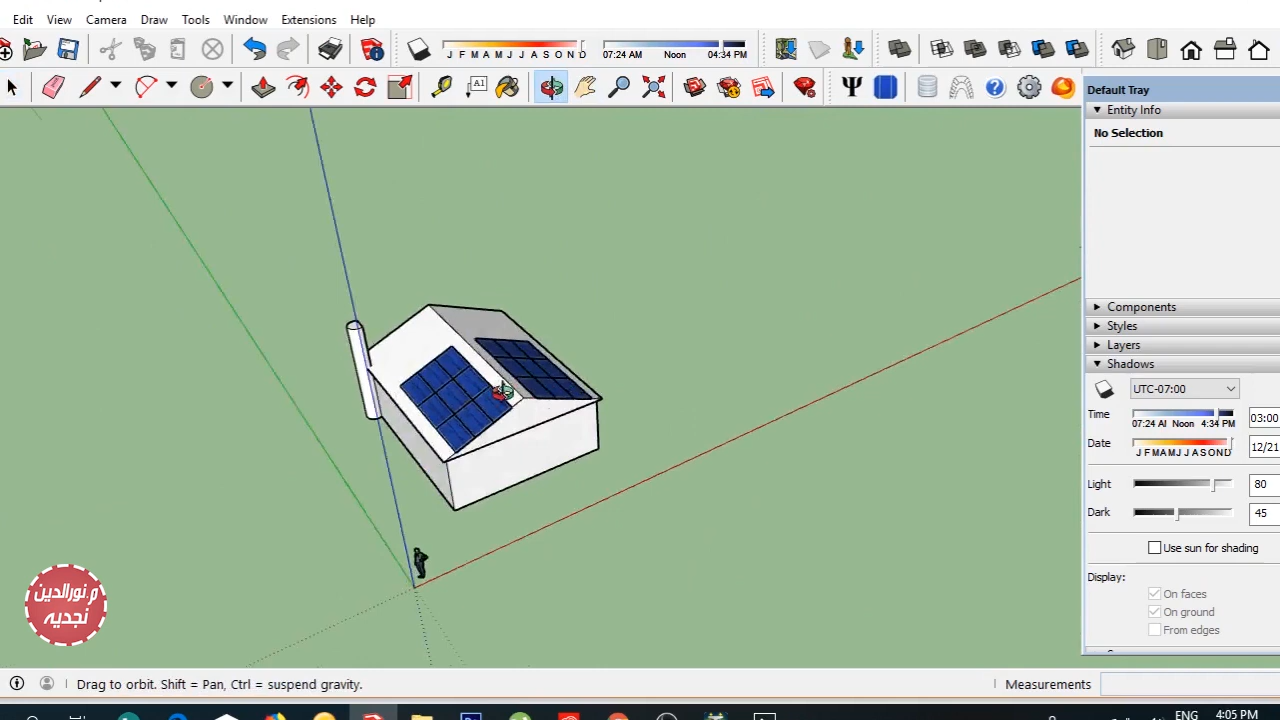 Edit View Camera Draw Tools Window Extensions Help
J F M A M J J A S O N D
07:24 AM Noon 04:34 PM
AI
Default Tray
Entity Info
No Selection
Components
Styles
Layers
Shadows
UTC-07:00
Time
03:00
07:24 AI Noon 4:34 PM
Date
12/21
J F M A M J J A S O N D
Light 80
Dark 45
Use sun for shading
Display:
On faces
On ground
From edges
م.نورالدين
نجديه
Drag to orbit. Shift = Pan, Ctrl = suspend gravity.
Measurements
ENG
4:05 PM